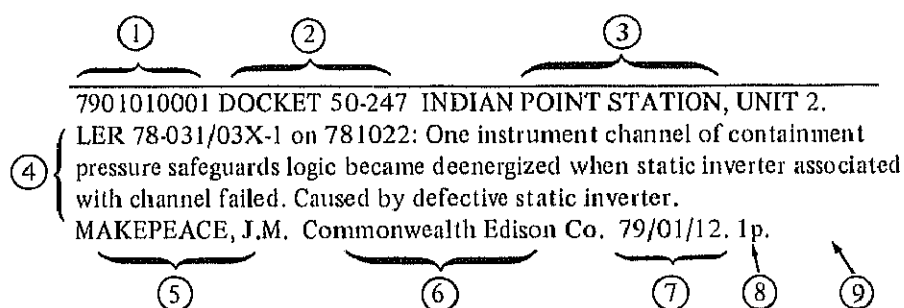 ① ② ③
7901010001 DOCKET 50-247 INDIAN POINT STATION, UNIT 2.
④ LER 78-031/03X-1 on 781022: One instrument channel of containment
pressure safeguards logic became deenergized when static inverter associated
with channel failed. Caused by defective static inverter.
MAKEPEACE, J.M. Commonwealth Edison Co. 79/01/12. 1p.
⑤ ⑥ ⑦ ⑧ ⑨